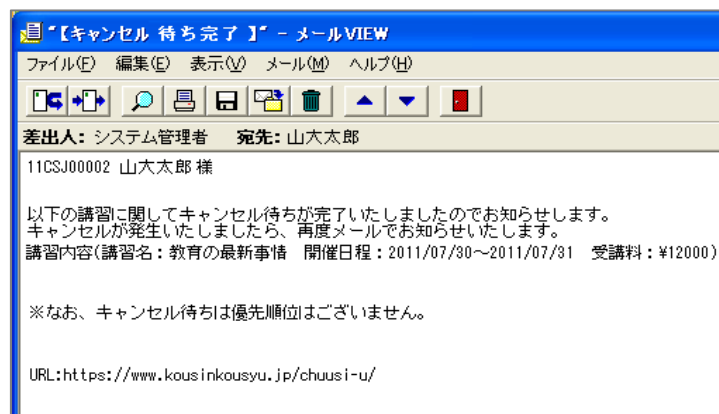 "【キャンセル 待ち完了 】" - メールVIEW
ファイル(F) 編集(E) 表示(V) メール(M) ヘルプ(H)
差出人: システム管理者 宛先: 山大太郎
11CSJ00002 山大太郎 様
以下の講習に関してキャンセル待ちが完了いたしましたのでお知らせします。
キャンセルが発生いたしましたら、再度メールでお知らせいたします。
講習内容(講習名：教育の最新事情 開催日程：2011/07/30～2011/07/31 受講料：¥12000)
※なお、キャンセル待ちは優先順位はございません。
URL:https://www.kousinkousyu.jp/chuusi-u/